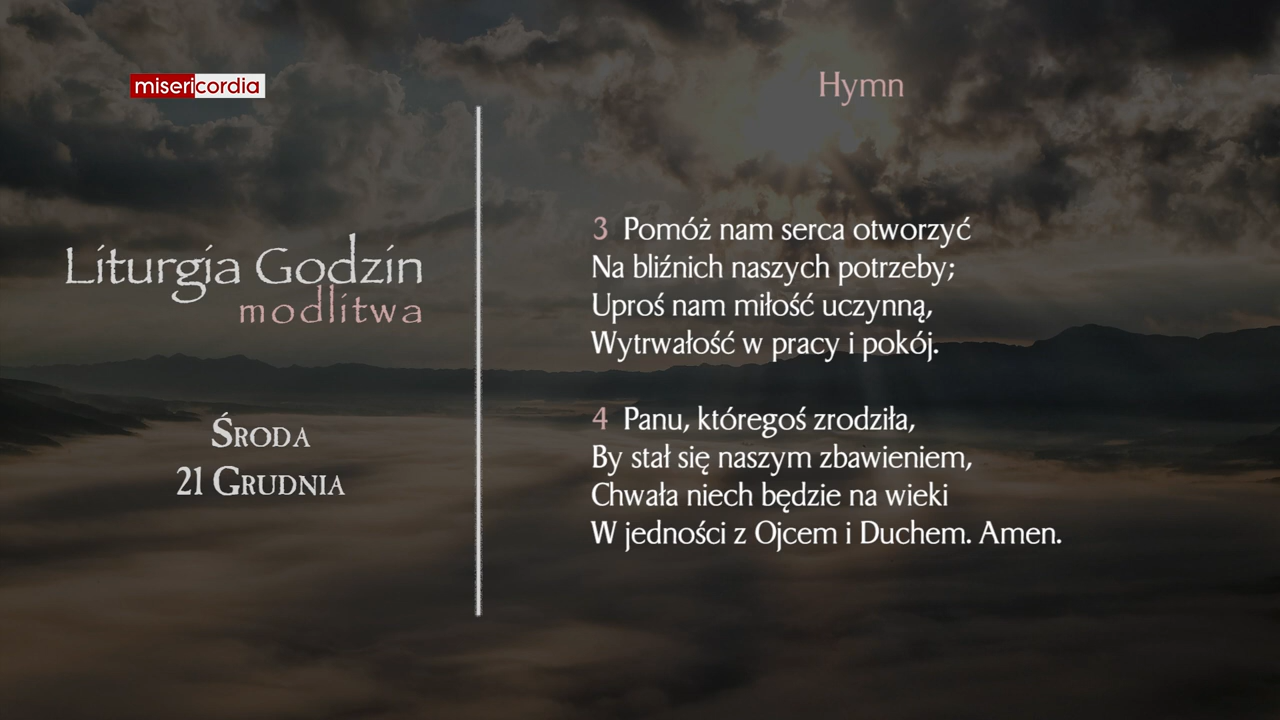 misericordia
Liturgia Godzin
modlitwa
Środa
21 Grudnia
Hymn
3 Pomóż nam serca otworzyć
Na bliźnich naszych potrzeby;
Uproś nam miłość uczynną,
Wytrwałość w pracy i pokój.
4 Panu, któregoś zrodziła,
By stał się naszym zbawieniem,
Chwała niech będzie na wieki
W jedności z Ojcem i Duchem. Amen.